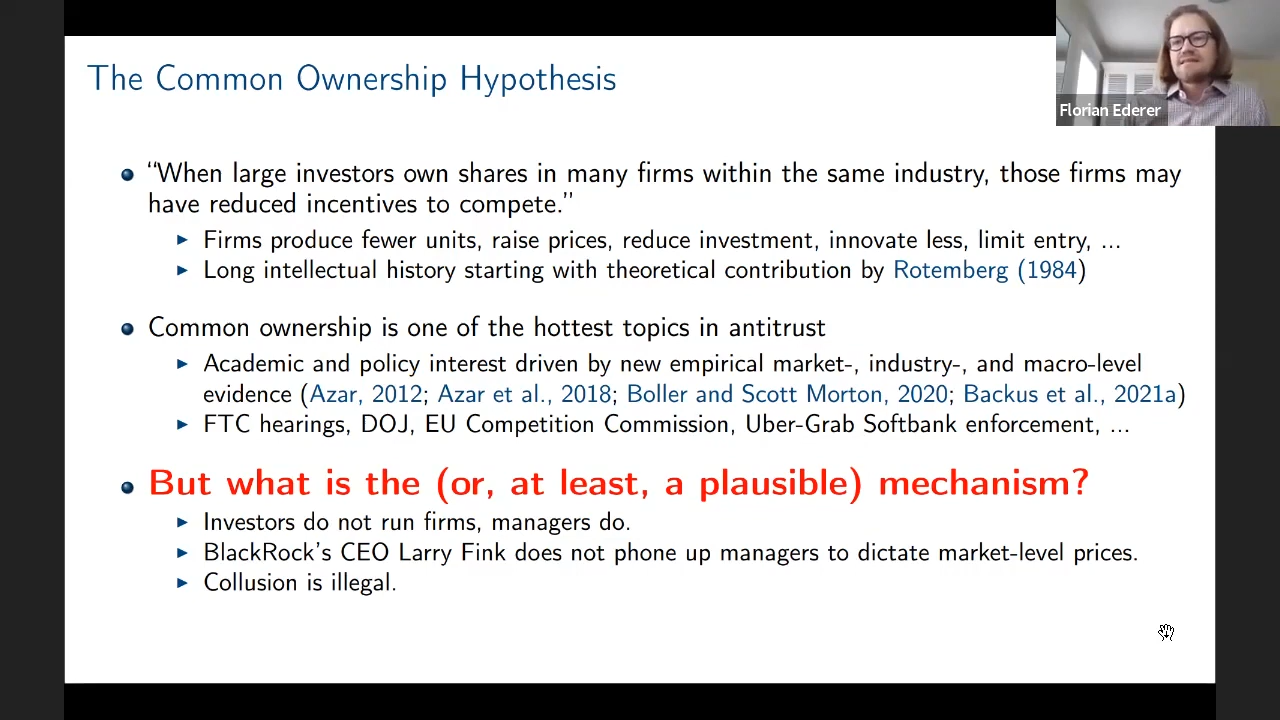 The Common Ownership Hypothesis
Florian Ederer
“When large investors own shares in many firms within the same industry, those firms may
have reduced incentives to compete.”
Firms produce fewer units, raise prices, reduce investment, innovate less, limit entry, ...
Long intellectual history starting with theoretical contribution by Rotemberg (1984)
Common ownership is one of the hottest topics in antitrust
Academic and policy interest driven by new empirical market-, industry-, and macro-level
evidence (Azar, 2012; Azar et al., 2018; Boller and Scott Morton, 2020; Backus et al., 2021a)
FTC hearings, DOJ, EU Competition Commission, Uber-Grab Softbank enforcement, ...
But what is the (or, at least, a plausible) mechanism?
Investors do not run firms, managers do.
BlackRock’s CEO Larry Fink does not phone up managers to dictate market-level prices.
Collusion is illegal.